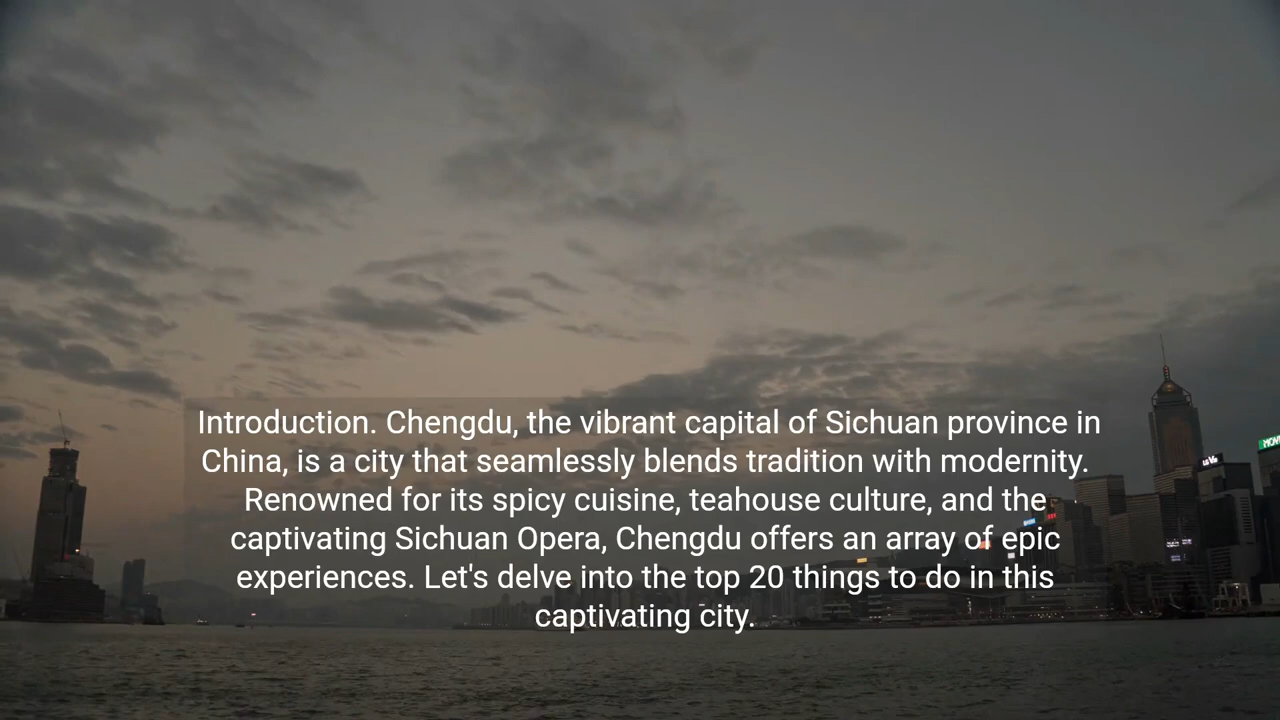 Introduction. Chengdu, the vibrant capital of Sichuan province in
China, is a city that seamlessly blends tradition with modernity.
Renowned for its spicy cuisine, teahouse culture, and the
captivating Sichuan Opera, Chengdu offers an array of epic
experiences. Let's delve into the top 20 things to do in this
captivating city.